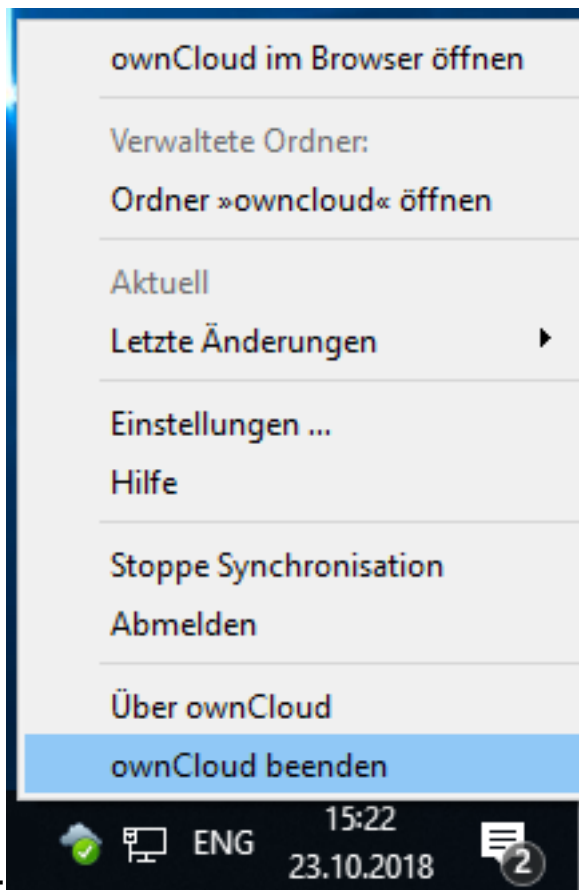 ownCloud im Browser öffnen
Verwaltete Ordner:
Ordner »owncloud« öffnen
Aktuell
Letzte Änderungen
Einstellungen ...
Hilfe
Stoppe Synchronisation
Abmelden
Über ownCloud
ownCloud beenden
ENG
15:22
23.10.2018
2